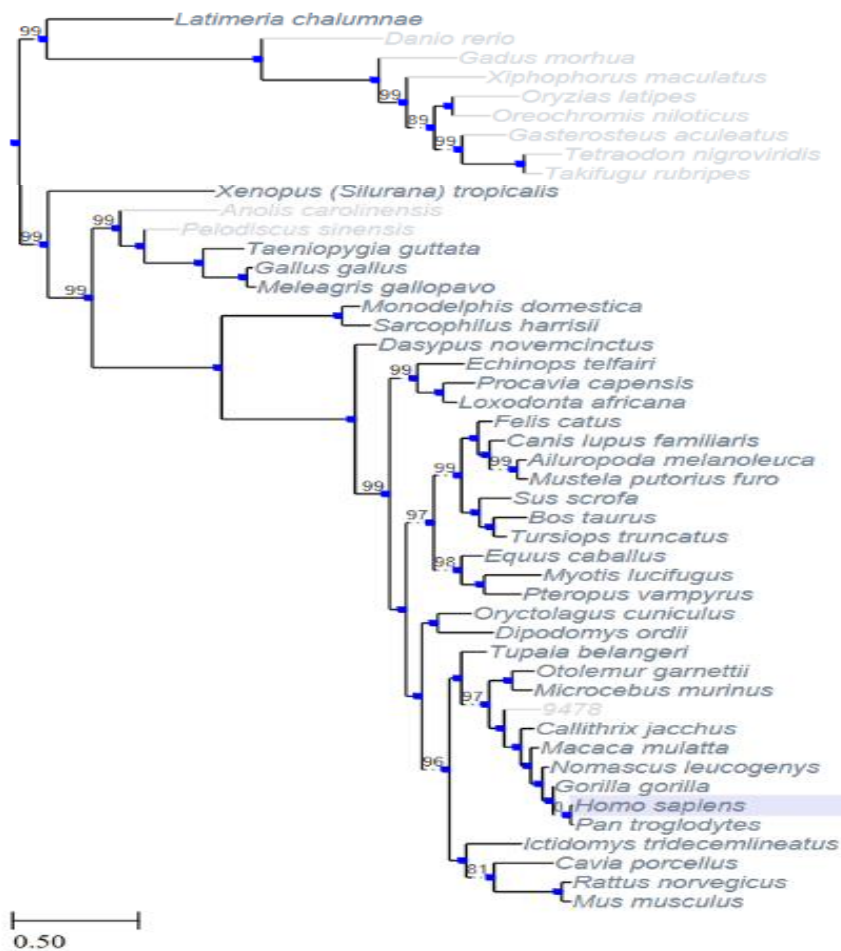 Latimeria chalumnae
99
Danio rerio
Gadus morhua
Xiphophorus maculatus
99
Oryzias latipes
Oreochromis niloticus
89
Gasterosteus aculeatus
99
Tetraodon nigroviridis
Takifugu rubripes
Xenopus (Silurana) tropicalis
Anolis carolinensis
99
Pelodiscus sinensis
99
Taeniopygia guttata
Gallus gallus
99
Meleagris gallopavo
Monodelphis domestica
Sarcophilus harrisii
Dasypus novemcinctus
Echinops telfairi
99
Procavia capensis
Loxodonta africana
Felis catus
Canis lupus familiaris
Ailuropoda melanoleuca
99
99
Mustela putorius furo
99
Sus scrofa
Bos taurus
97
Tursiops truncatus
Equus caballus
98
Myotis lucifugus
Pteropus vampyrus
Oryctolagus cuniculus
Dipodomys ordii
Tupaia belangeri
Otolemur garnettii
Microcebus murinus
97
9478
Callithrix jacchus
Macaca mulatta
96
Nomascus leucogenys
Gorilla gorilla
Homo sapiens
Pan troglodytes
Ictidomys tridecemlineatus
Cavia porcellus
81
Rattus norvegicus
Mus musculus
0.50